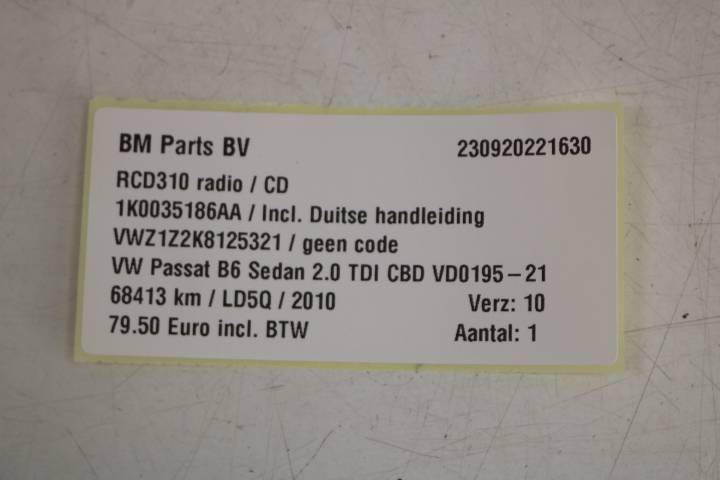 BM Parts BV 230920221630
RCD310 radio / CD
1K0035186AA / Incl. Duitse handleiding
VWZ1Z2K8125321 / geen code
VW Passat B6 Sedan 2.0 TDI CBD VD0195-21
68413 km / LD5Q / 2010 Verz: 10
79.50 Euro incl. BTW Aantal: 1